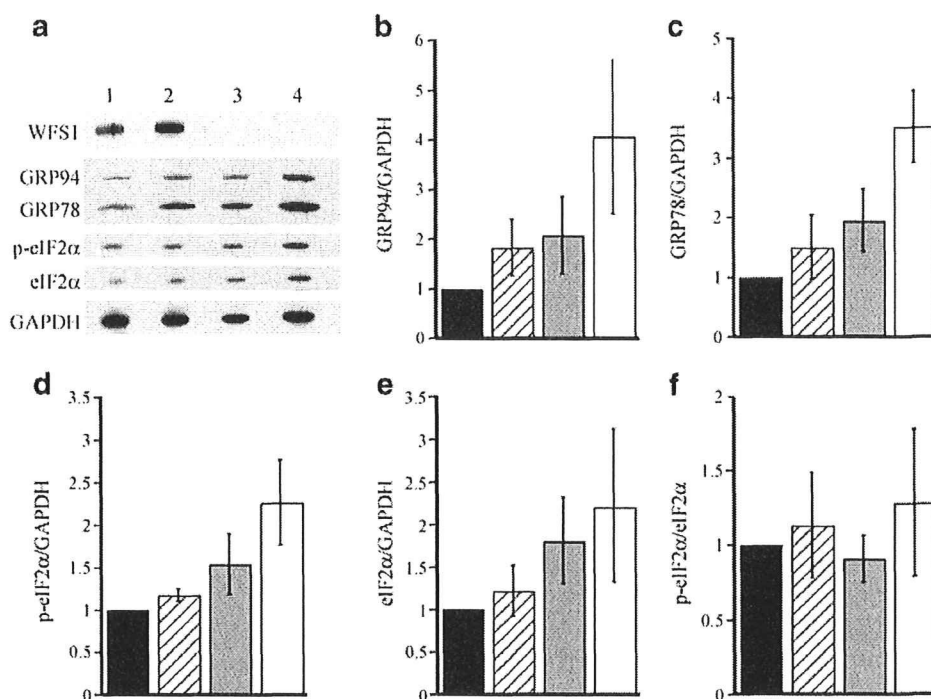 a
1 2 3 4
WFS1
GRP94
GRP78
p-eIF2α
eIF2α
GAPDH
b
GRP94/GAPDH
6
5
4
3
2
1
0
c
GRP78/GAPDH
5
4
3
2
1
0
d
p-eIF2α/GAPDH
3.5
3
2.5
2
1.5
1
0.5
0
e
eIF2α/GAPDH
3.5
3
2.5
2
1.5
1
0.5
0
f
p-eIF2α/eIF2α
2
1.5
1
0.5
0